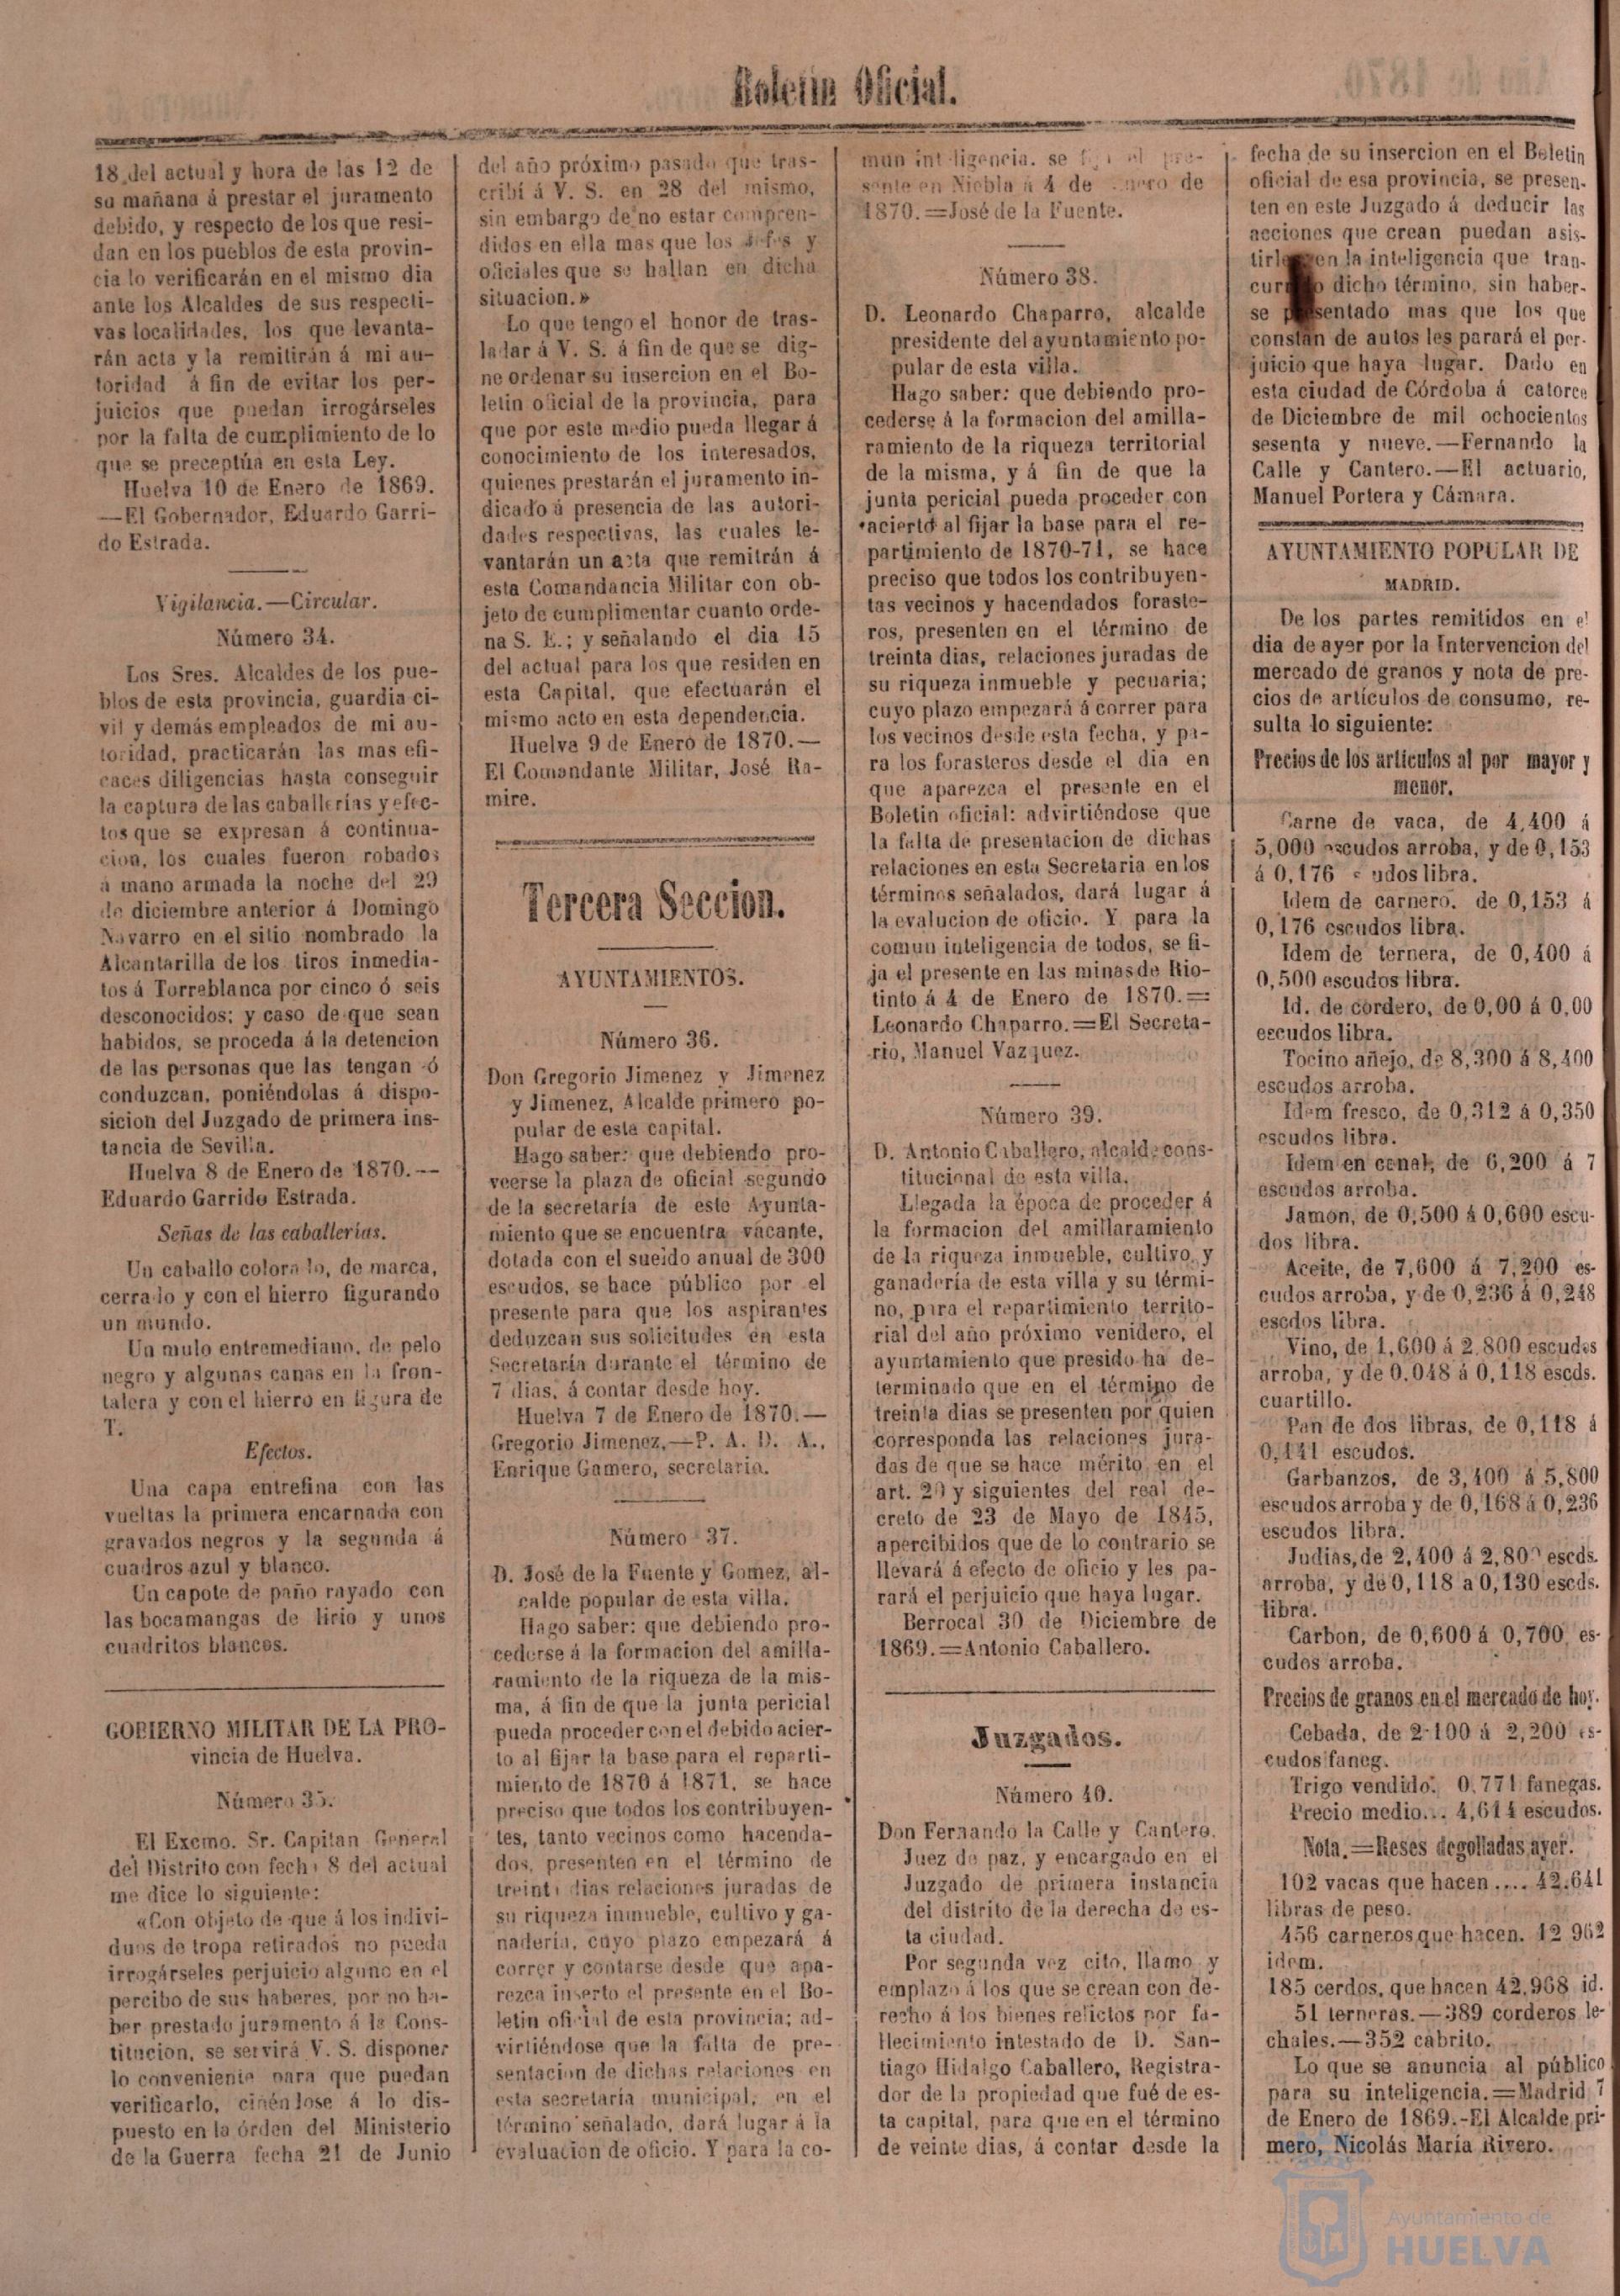 Boletin Oficial.
18 del actual y hora de las 12 de
su mañana á prestar el juramento
debido, y respecto de los que resi-
dan en los pueblos de esta provin-
cia lo verificarán en el mismo dia
ante los Alcaldes de sus respecti-
vas localidades, los que levanta-
rán acta y la remitirán á mi au-
toridad á fin de evitar los per-
juicios que puedan irrogárseles
por la falta de cumplimiento de lo
que se preceptúa en esta Ley.
Huelva 10 de Enero de 1869.
—El Gobernador, Eduardo Garri-
do Estrada.
Vigilancia.—Circular.
Número 34.
Los Sres. Alcaldes de los pue-
blos de esta provincia, guardia ci-
vil y demás empleados de mi au-
toridad, practicarán las mas efi-
caces diligencias hasta conseguir
la captura de las caballerías y efec-
tos que se expresan á continua-
cion, los cuales fueron robados
á mano armada la noche del 29
de diciembre anterior á Domingo
Navarro en el sitio nombrado la
Alcantarilla de los tiros inmedia-
tos á Torreblanca por cinco ó seis
desconocidos; y caso de que sean
habidos, se proceda á la detencion
de las personas que las tengan ó
conduzcan, poniéndolas á dispo-
sicion del Juzgado de primera ins-
tancia de Sevilla.
Huelva 8 de Enero de 1870.--
Eduardo Garrido Estrada.
Señas de las caballerías.
Un caballo colorado, de marca,
cerrado y con el hierro figurando
un mundo.
Un mulo entremediano, de pelo
negro y algunas canas en la fron-
talera y con el hierro en figura de
T.
Efectos.
Una capa entrefina con las
vueltas la primera encarnada con
gravados negros y la segunda á
cuadros azul y blanco.
Un capote de paño rayado con
las bocamangas de lirio y unos
cuadritos blancos.
GOBIERNO MILITAR DE LA PRO-
vincia de Huelva.
Número 35.
El Excmo. Sr. Capitan General
del Distrito con fecha 8 del actual
me dice lo siguiente:
«Con objeto de que á los indivi-
duos de tropa retirados no pueda
irrogárseles perjuicio alguno en el
percibo de sus haberes, por no ha-
ber prestado juramento á la Cons-
titucion, se servirá V. S. disponer
lo conveniente para que puedan
verificarlo, ciñéndose á lo dis-
puesto en la órden del Ministerio
de la Guerra fecha 21 de Junio
del año próximo pasado que tras-
cribí á V. S. en 28 del mismo,
sin embargo de no estar compren-
didos en ella mas que los jefes y
oficiales que se hallan en dicha
situacion.»
Lo que tengo el honor de tras-
ladar á V. S. á fin de que se dig-
ne ordenar su insercion en el Bo-
letin oficial de la provincia, para
que por este medio pueda llegar á
conocimiento de los interesados,
quienes prestarán el juramento in-
dicado á presencia de las autori-
dades respectivas, las cuales le-
vantarán un acta que remitrán á
esta Comandancia Militar con ob-
jeto de cumplimentar cuanto orde-
na S. E.; y señalando el dia 15
del actual para los que residen en
esta Capital, que efectuarán el
mismo acto en esta dependencia.
Huelva 9 de Enero de 1870.—
El Comandante Militar, José Ra-
mire.
Tercera Seccion.
AYUNTAMIENTOS.
Número 36.
Don Gregorio Jimenez y Jimenez
y Jimenez, Alcalde primero po-
pular de esta capital.
Hago saber: que debiendo pro-
veerse la plaza de oficial segundo
de la secretaría de este Ayunta-
miento que se encuentra vacante,
dotada con el sueldo anual de 300
escudos, se hace público por el
presente para que los aspirantes
deduzcan sus solicitudes en esta
Secretaría durante el término de
7 dias, á contar desde hoy.
Huelva 7 de Enero de 1870.—
Gregorio Jimenez,—P. A. D. A.,
Enrique Gamero, secretario.
Número 37.
D. José de la Fuente y Gomez, al-
calde popular de esta villa.
Hago saber: que debiendo pro-
cederse á la formacion del amilla-
ramiento de la riqueza de la mis-
ma, á fin de que la junta pericial
pueda proceder con el debido acier-
to al fijar la base para el reparti-
miento de 1870 á 1871, se hace
preciso que todos los contribuyen-
tes, tanto vecinos como hacenda-
dos, presenten en el término de
treinta dias relaciones juradas de
su riqueza inmueble, cultivo y ga-
nadería, cuyo plazo empezará á
correr y contarse desde que apa-
rezca inserto el presente en el Bo-
letin oficial de esta provincia; ad-
virtiéndose que la falta de pre-
sentacion de dichas relaciones en
esta secretaría municipal, en el
término señalado, dará lugar á la
evaluacion de oficio. Y para la co-
mun inteligencia. se fija el pre-
sente en Niebla á 4 de Enero de
1870.=José de la Fuente.
Número 38.
D. Leonardo Chaparro, alcalde
presidente del ayuntamiento po-
pular de esta villa.
Hago saber: que debiendo pro-
cederse á la formacion del amilla-
ramiento de la riqueza territorial
de la misma, y á fin de que la
junta pericial pueda proceder con
acierto al fijar la base para el re-
partimiento de 1870-71, se hace
preciso que todos los contribuyen-
tas vecinos y hacendados foraste-
ros, presenten en el término de
treinta dias, relaciones juradas de
su riqueza inmueble y pecuaria;
cuyo plazo empezará á correr para
los vecinos desde esta fecha, y pa-
ra los forasteros desde el dia en
que aparezca el presente en el
Boletin oficial: advirtiéndose que
la falta de presentacion de dichas
relaciones en esta Secretaria en los
términos señalados, dará lugar á
la evalucion de oficio. Y para la
comun inteligencia de todos, se fi-
ja el presente en las minas de Rio-
tinto á 4 de Enero de 1870.=
Leonardo Chaparro.=El Secreta-
rio, Manuel Vazquez.
Número 39.
D. Antonio Caballero, alcalde cons-
titucional de esta villa.
Llegada la época de proceder á
la formacion del amillaramiento
de la riqueza inmueble, cultivo y
ganadería de esta villa y su térmi-
no, para el repartimiento territo-
rial del año próximo venidero, el
ayuntamiento que presido ha de-
terminado que en el término de
treinta dias se presenten por quien
corresponda las relaciones jura-
das de que se hace mérito en el
art. 20 y siguientes del real de-
creto de 23 de Mayo de 1845,
apercibidos que de lo contrario se
llevará á efecto de oficio y les pa-
rará el perjuicio que haya lugar.
Berrocal 30 de Diciembre de
1869.=Antonio Caballero.
Juzgados.
Número 40.
Don Fernando la Calle y Cantero.
Juez de paz, y encargado en el
Juzgado de primera instancia
del distrito de la derecha de es-
ta ciudad.
Por segunda vez cito, llamo y
emplazo á los que se crean con de-
recho á los bienes relictos por fa-
llecimiento intestado de D. San-
tiago Hidalgo Caballero, Registra-
dor de la propiedad que fué de es-
ta capital, para que en el término
de veinte dias, á contar desde la
fecha de su insercion en el Boletin
oficial de esa provincia, se presen-
ten en este Juzgado á deducir las
acciones que crean puedan asis-
tirles en la inteligencia que tran-
currido dicho término, sin haber-
se presentado mas que los que
constan de autos les parará el per-
juicio que haya lugar. Dado en
esta ciudad de Córdoba á catorce
de Diciembre de mil ochocientos
sesenta y nueve.—Fernando la
Calle y Cantero.—El actuario,
Manuel Portera y Cámara.
AYUNTAMIENTO POPULAR DE
MADRID.
De los partes remitidos en el
dia de ayer por la Intervencion del
mercado de granos y nota de pre-
cios de artículos de consumo, re-
sulta lo siguiente:
Precios de los artículos al por mayor y
menor.
Carne de vaca, de 4,400 á
5,000 escudos arroba, y de 0,153
á 0,176 escudos libra.
Idem de carnero, de 0,153 á
0,176 escudos libra.
Idem de ternera, de 0,400 á
0,500 escudos libra.
Id. de cordero, de 0,00 á 0,00
escudos libra.
Tocino añejo, de 8,300 á 8,400
escudos arroba.
Idem fresco, de 0,312 á 0,350
escudos libra.
Idem en canal, de 6,200 á 7
escudos arroba.
Jamon, de 0,500 á 0,600 escu-
dos libra.
Aceite, de 7,600 á 7,200 es-
cudos arroba, y de 0,236 á 0,248
escdos libra.
Vino, de 1,600 á 2.800 escudos
arroba, y de 0.048 á 0,118 escds.
cuartillo.
Pan de dos libras, de 0,118 á
0,141 escudos.
Garbanzos, de 3,400 á 5,800
escudos arroba y de 0,168 á 0,236
escudos libra.
Judias, de 2,400 á 2,800 escds.
arroba, y de 0,118 a 0,130 escds.
libra.
Carbon, de 0,600 á 0,700 es-
cudos arroba.
Precios de granos en el mercado de hoy.
Cebada, de 2-100 á 2,200 es-
cudos faneg.
Trigo vendido. 0.771 fanegas.
Precio medio... 4,614 escudos.
Nota.=Reses degolladas ayer.
102 vacas que hacen.... 42.641
libras de peso.
456 carneros que hacen. 12 962
idem.
185 cerdos, que hacen 42,968 id.
51 terneras.—389 corderos le-
chales.—352 cabrito.
Lo que se anuncia al público
para su inteligencia.=Madrid 7
de Enero de 1869.-El Alcalde pri-
mero, Nicolás María Rivero.
Ayuntamiento de
HUELVA